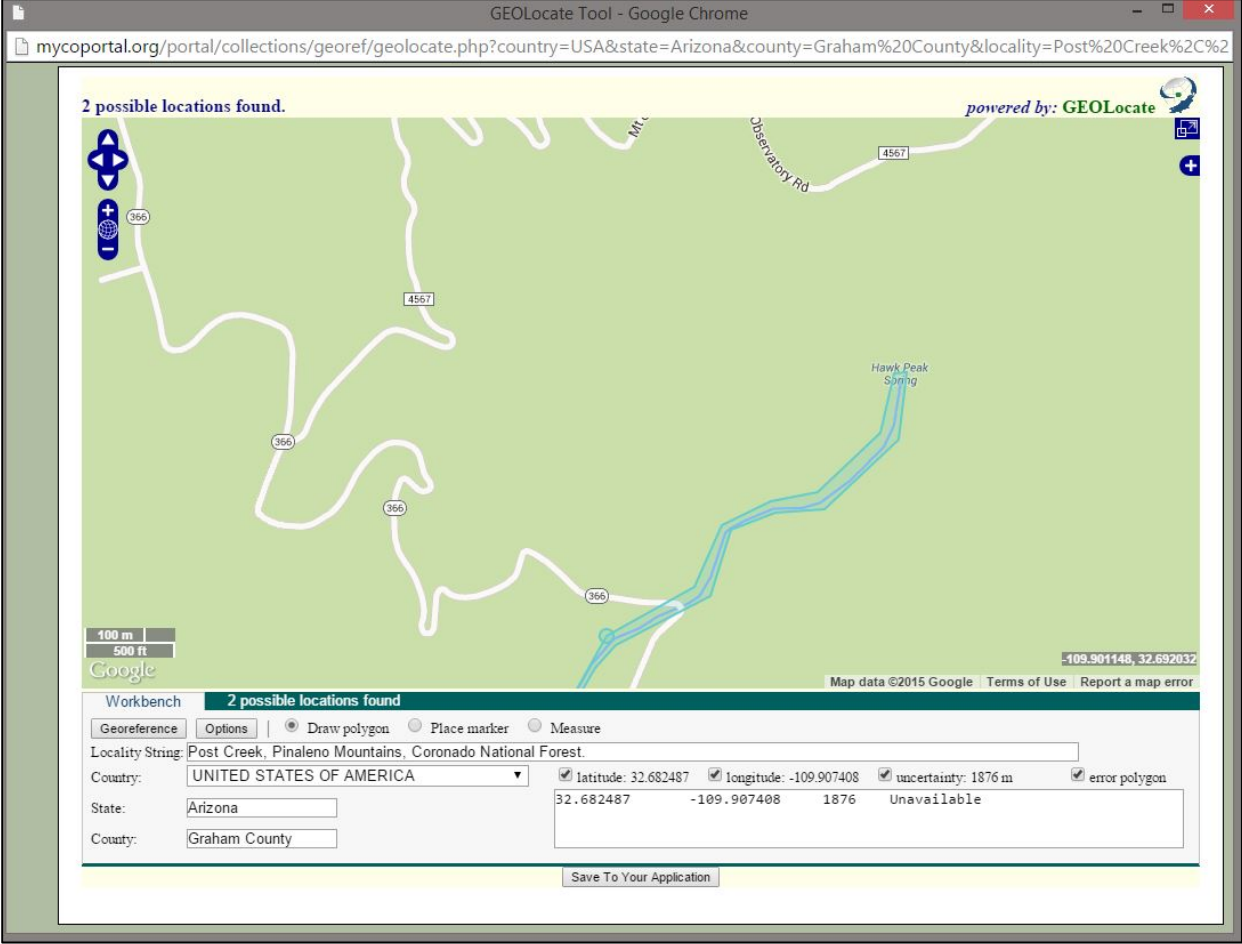 GEOLocate Tool - Google Chrome
mycoportal.org/portal/collections/georef/geolocate.php?country=USA&state=Arizona&county=Graham%20County&locality=Post%20Creek%2C%2
2 possible locations found.
powered by: GEOLocate
Mt
Observatory Rd
4567
366
4567
Hawk Peak
Spring
366
366
366
100 m
500 ft
Google
-109.901148, 32.692032
Map data ©2015 Google Terms of Use Report a map error
Workbench 2 possible locations found
Georeference Options | Draw polygon Place marker Measure
Locality String: Post Creek, Pinaleno Mountains, Coronado National Forest.
Country: UNITED STATES OF AMERICA latitude: 32.682487 longitude: -109.907408 uncertainty: 1876 m error polygon
32.682487 -109.907408 1876 Unavailable
State: Arizona
County: Graham County
Save To Your Application